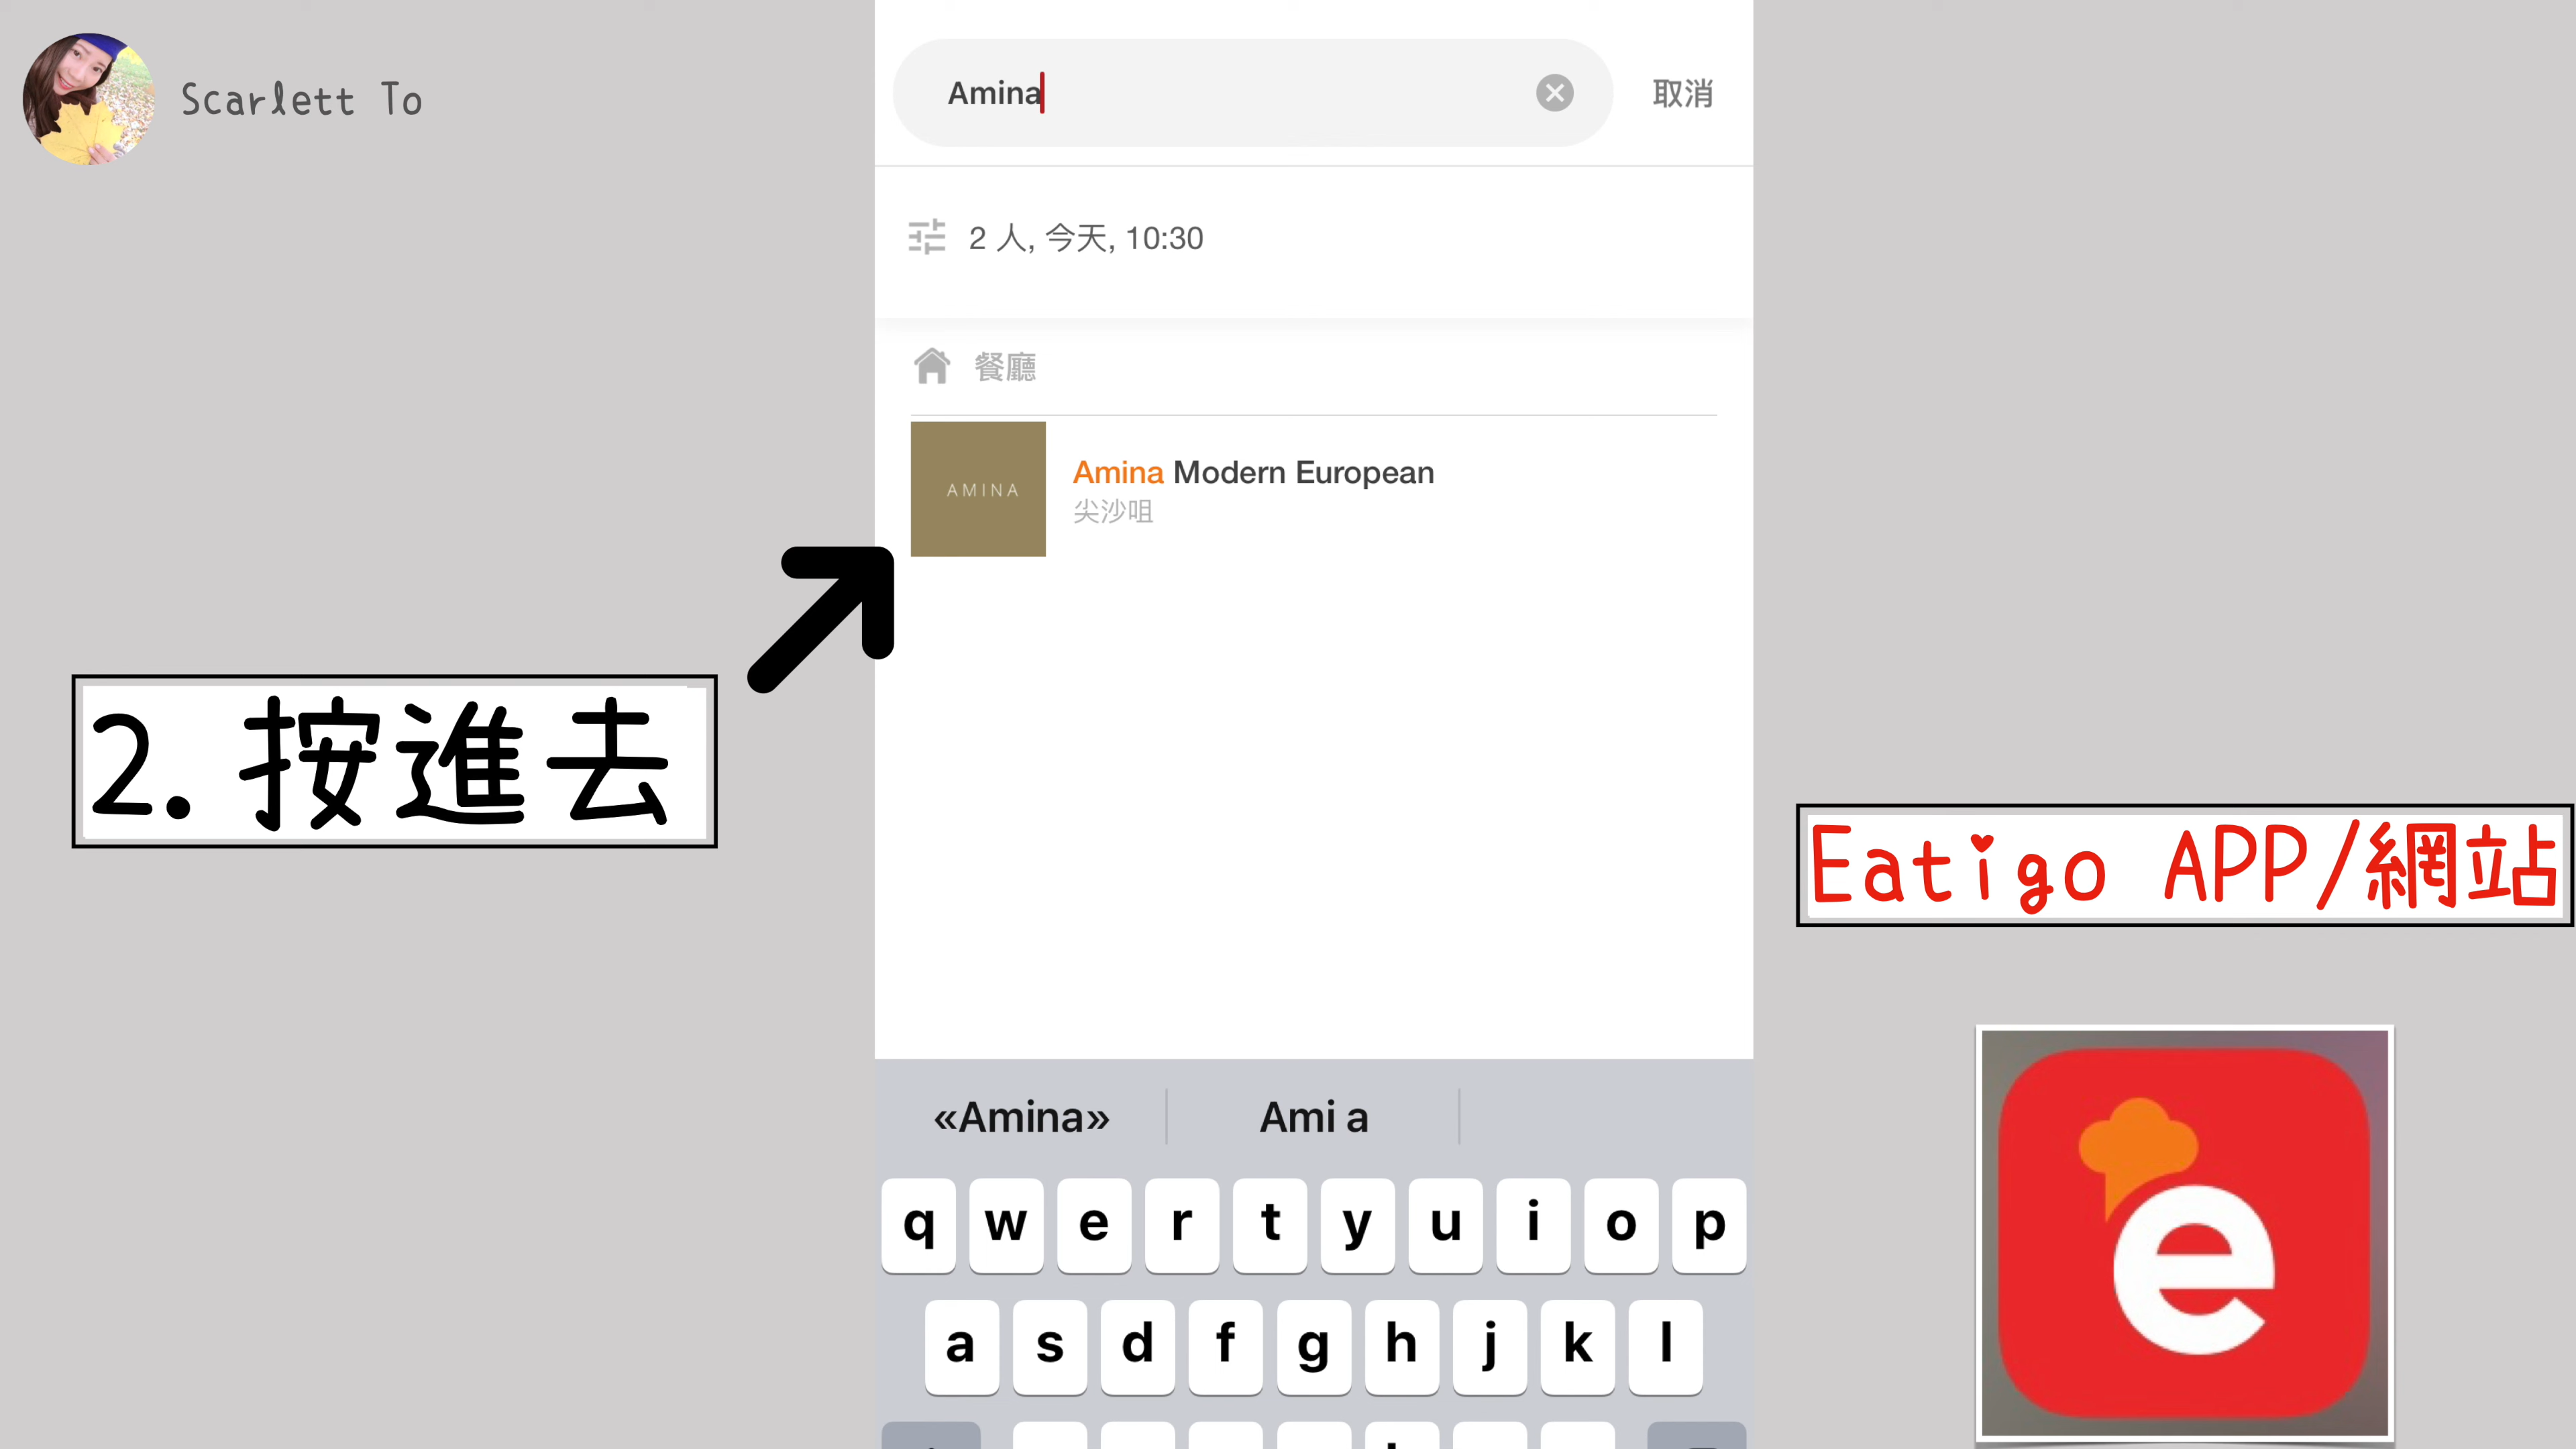 Scarlett To
Amina
取消
2 人, 今天, 10:30
餐廳
AMINA
Amina Modern European
尖沙咀
2.按進去
Eatigo APP/網站
e
«Amina»
Ami a
q w e r t y u i o p
a s d f g h j k l